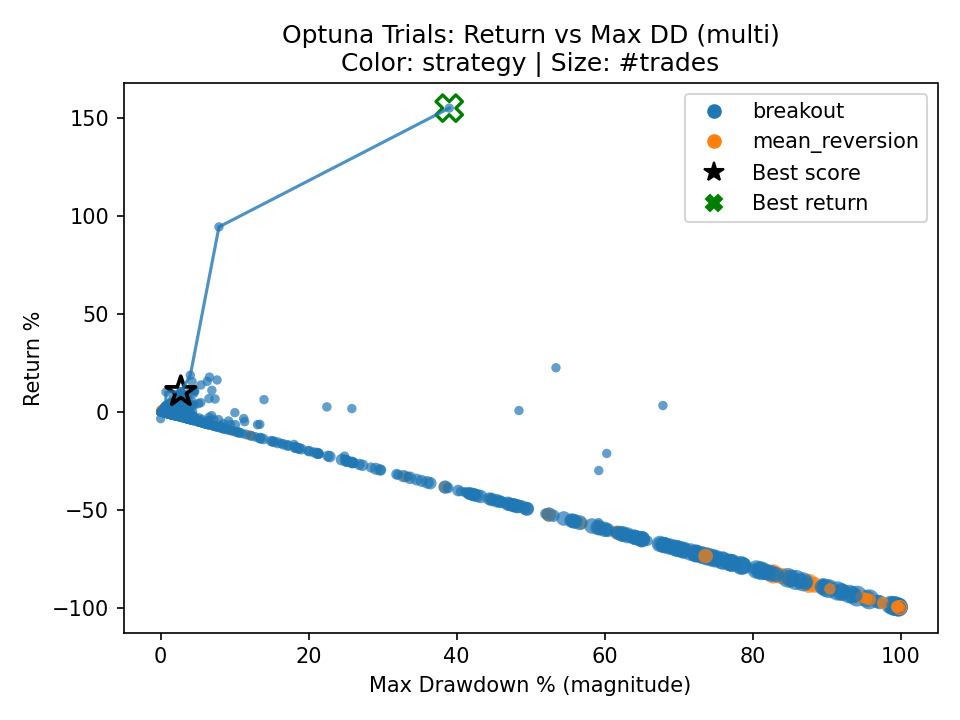 Optuna Trials: Return vs Max DD (multi)
Color: strategy | Size: #trades
breakout
mean_reversion
Best score
Best return
150
100
50
0
−50
−100
Return %
0
20
40
60
80
100
Max Drawdown % (magnitude)